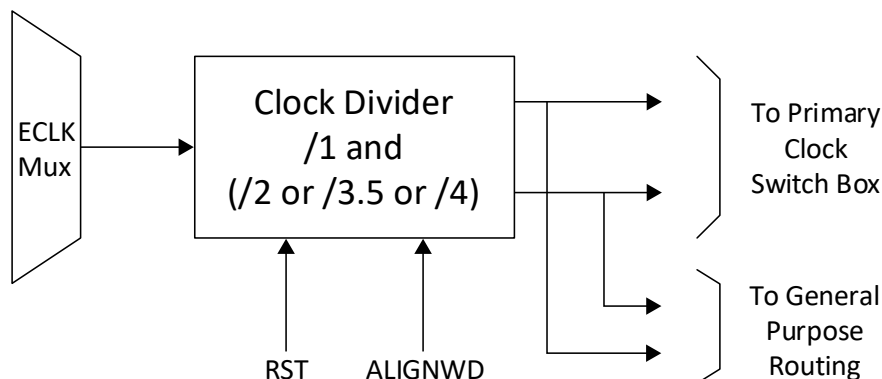 ECLK
Mux
Clock Divider
/1 and
(/2 or /3.5 or /4)
RST
ALIGNWD
To Primary
Clock
Switch Box
To General
Purpose
Routing